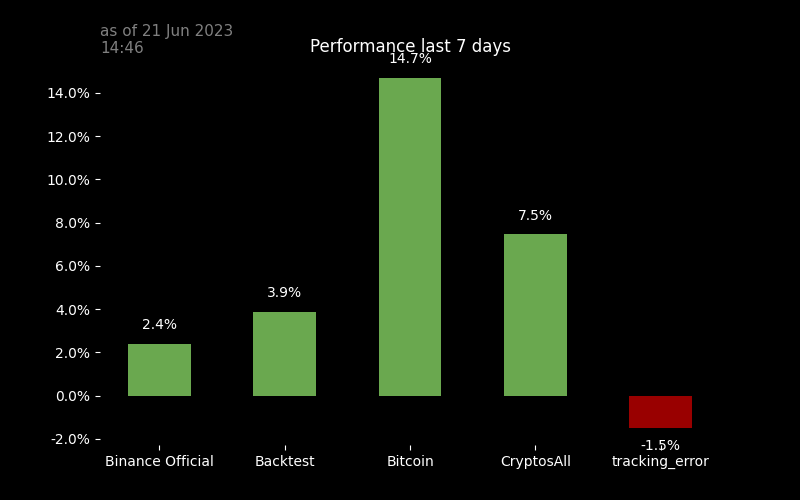 as of 21 Jun 2023
14:46
Performance last 7 days
14.7%
14.0%
12.0%
10.0%
8.0%
7.5%
6.0%
4.0%
3.9%
2.4%
2.0%
0.0%
-2.0%
-1.5%
Binance Official
Backtest
Bitcoin
CryptosAll
tracking_error